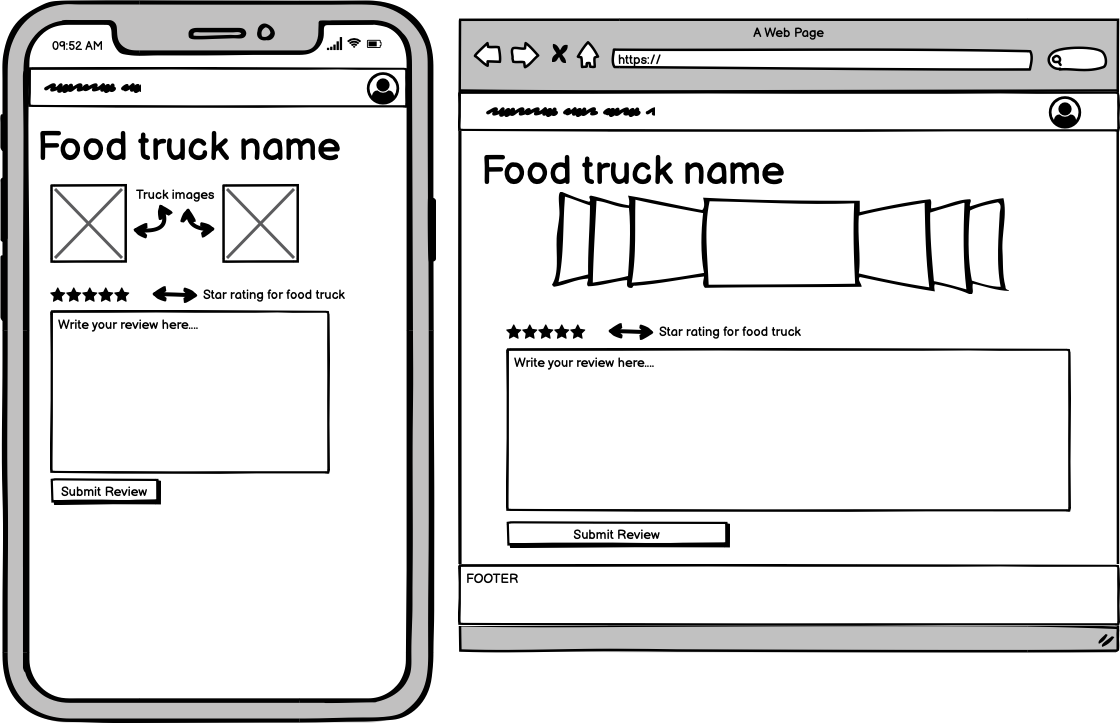 09:52 AM
Food truck name
Truck images
Star rating for food truck
Write your review here....
Submit Review
A Web Page
https://
Food truck name
Star rating for food truck
Write your review here....
Submit Review
FOOTER